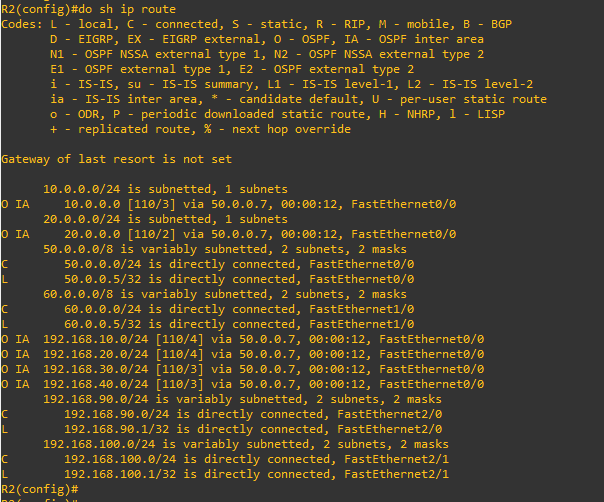 R2(config)#do sh ip route
Codes: L - local, C - connected, S - static, R - RIP, M - mobile, B - BGP
       D - EIGRP, EX - EIGRP external, O - OSPF, IA - OSPF inter area
       N1 - OSPF NSSA external type 1, N2 - OSPF NSSA external type 2
       E1 - OSPF external type 1, E2 - OSPF external type 2
       i - IS-IS, su - IS-IS summary, L1 - IS-IS level-1, L2 - IS-IS level-2
       ia - IS-IS inter area, * - candidate default, U - per-user static route
       o - ODR, P - periodic downloaded static route, H - NHRP, l - LISP
       + - replicated route, % - next hop override

Gateway of last resort is not set

      10.0.0.0/24 is subnetted, 1 subnets
O IA     10.0.0.0 [110/3] via 50.0.0.7, 00:00:12, FastEthernet0/0
      20.0.0.0/24 is subnetted, 1 subnets
O IA     20.0.0.0 [110/2] via 50.0.0.7, 00:00:12, FastEthernet0/0
      50.0.0.0/8 is variably subnetted, 2 subnets, 2 masks
C        50.0.0.0/24 is directly connected, FastEthernet0/0
L        50.0.0.5/32 is directly connected, FastEthernet0/0
      60.0.0.0/8 is variably subnetted, 2 subnets, 2 masks
C        60.0.0.0/24 is directly connected, FastEthernet1/0
L        60.0.0.5/32 is directly connected, FastEthernet1/0
O IA  192.168.10.0/24 [110/4] via 50.0.0.7, 00:00:12, FastEthernet0/0
O IA  192.168.20.0/24 [110/4] via 50.0.0.7, 00:00:12, FastEthernet0/0
O IA  192.168.30.0/24 [110/3] via 50.0.0.7, 00:00:12, FastEthernet0/0
O IA  192.168.40.0/24 [110/3] via 50.0.0.7, 00:00:12, FastEthernet0/0
      192.168.90.0/24 is variably subnetted, 2 subnets, 2 masks
C        192.168.90.0/24 is directly connected, FastEthernet2/0
L        192.168.90.1/32 is directly connected, FastEthernet2/0
      192.168.100.0/24 is variably subnetted, 2 subnets, 2 masks
C        192.168.100.0/24 is directly connected, FastEthernet2/1
L        192.168.100.1/32 is directly connected, FastEthernet2/1
R2(config)#
R2(config)#